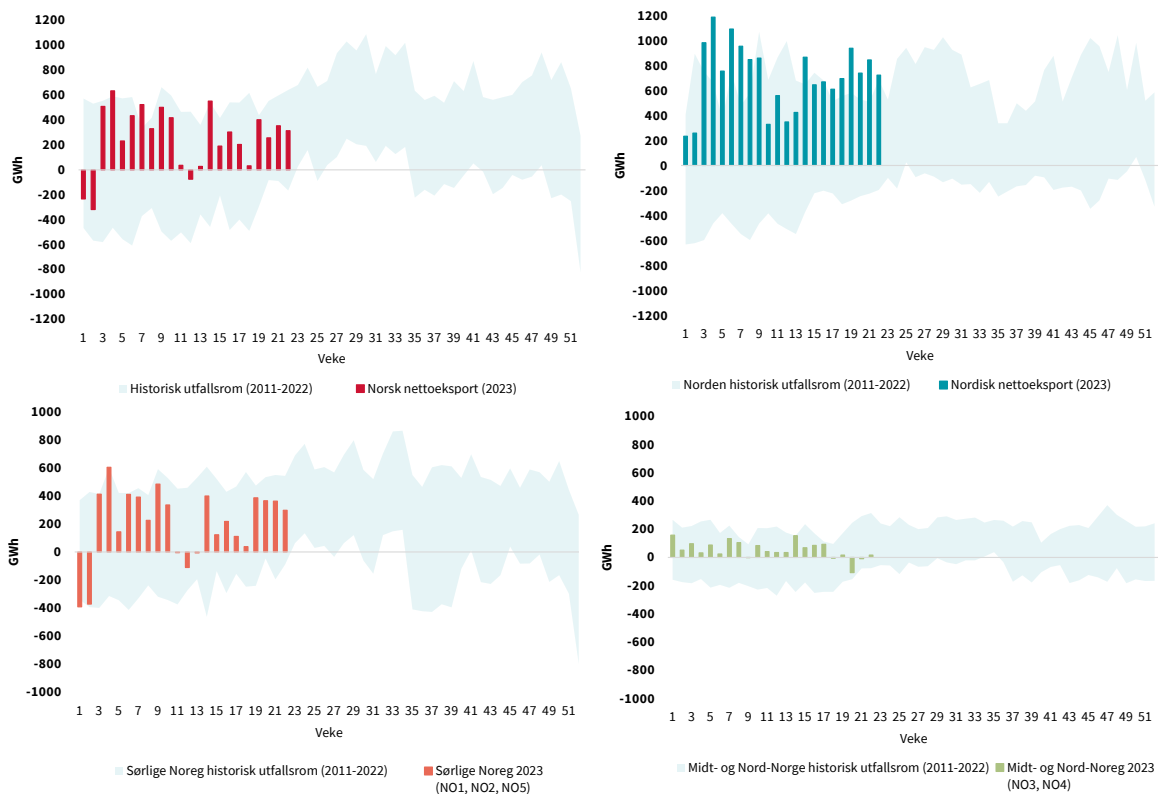 1200
1000
800
600
400
200
0
-200
-400
-600
-800
-1000
-1200
GWh
1 3 5 7 9 11 13 15 17 19 21 23 25 27 29 31 33 35 37 39 41 43 45 47 49 51
Veke
Historisk utfallsrom (2011-2022) Norsk nettoeksport (2023)
1200
1000
800
600
400
200
0
-200
-400
-600
-800
-1000
-1200
GWh
1 3 5 7 9 11 13 15 17 19 21 23 25 27 29 31 33 35 37 39 41 43 45 47 49 51
Veke
Norden historisk utfallsrom (2011-2022) Nordisk nettoeksport (2023)
1000
800
600
400
200
0
-200
-400
-600
-800
-1000
GWh
1 3 5 7 9 11 13 15 17 19 21 23 25 27 29 31 33 35 37 39 41 43 45 47 49 51
Veke
Sørlige Noreg historisk utfallsrom (2011-2022) Sørlige Noreg 2023
(NO1, NO2, NO5)
1000
800
600
400
200
0
-200
-400
-600
-800
-1000
GWh
1 3 5 7 9 11 13 15 17 19 21 23 25 27 29 31 33 35 37 39 41 43 45 47 49 51
Veke
Midt- og Nord-Norge historisk utfallsrom (2011-2022) Midt- og Nord-Noreg 2023
(NO3, NO4)